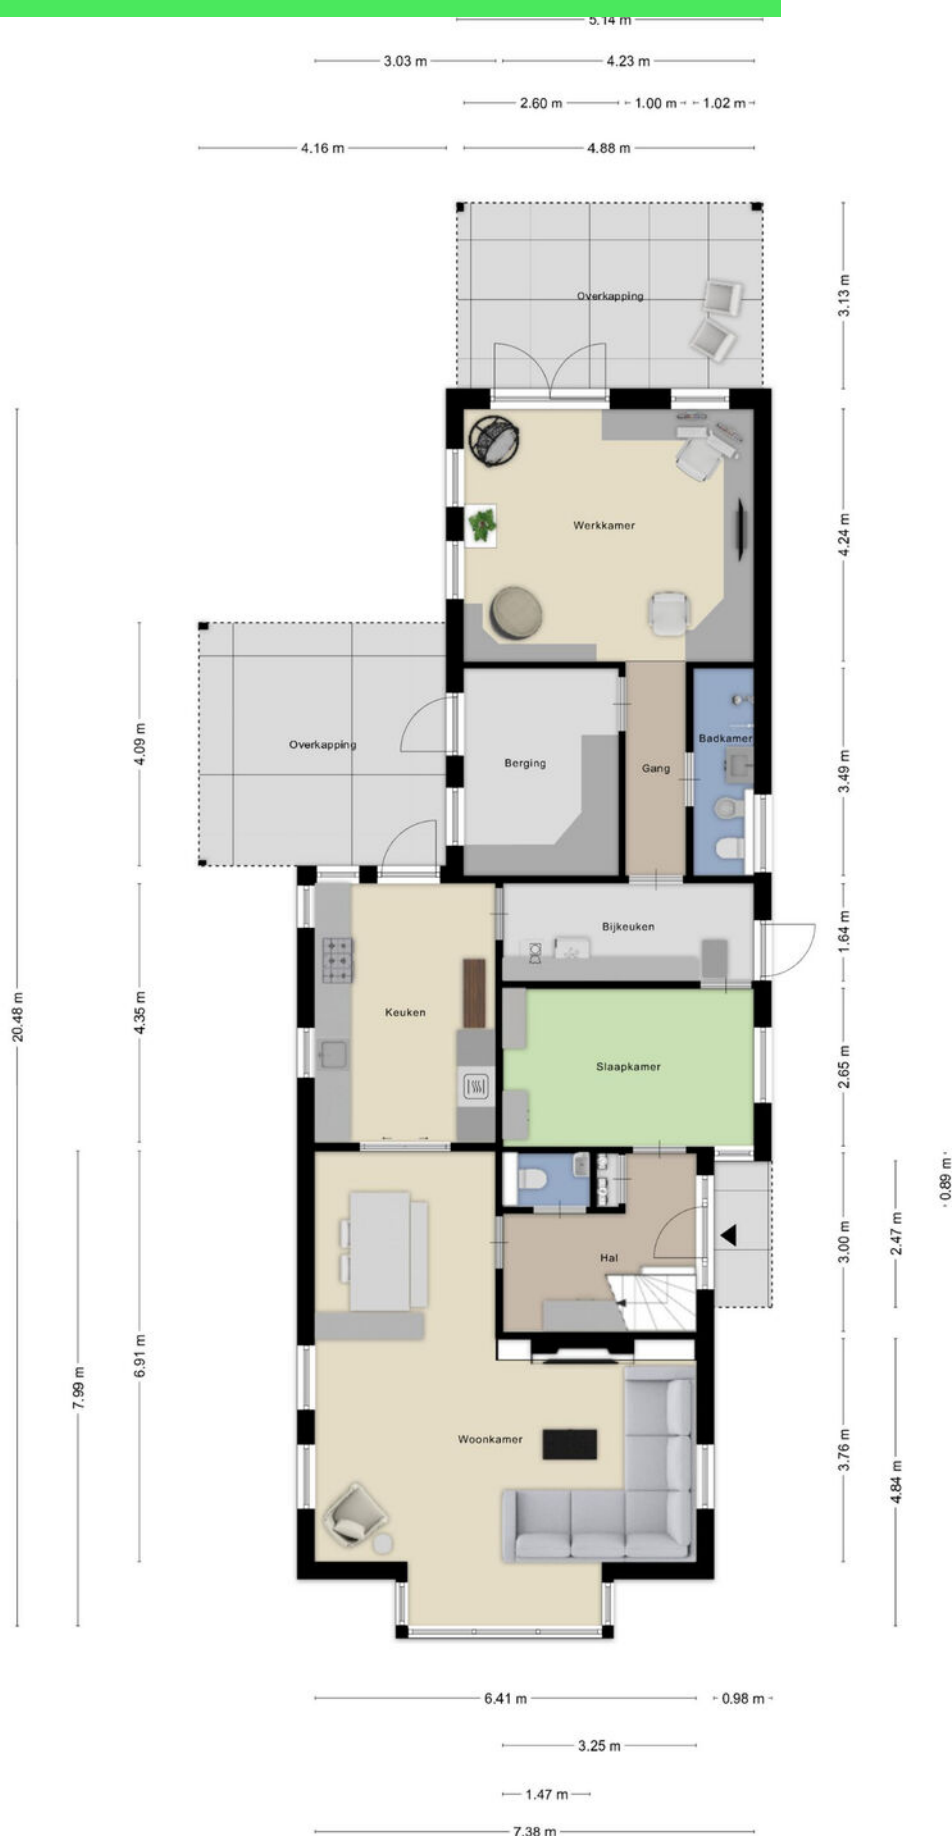 5.14 m
3.03 m
4.23 m
2.60 m
1.00 m
1.02 m
4.16 m
4.88 m
Overkapping
3.13 m
Werkkamer
4.24 m
Overkapping
4.09 m
Berging
Gang
Badkamer
3.49 m
Bijkeuken
1.64 m
20.48 m
4.35 m
Keuken
Slaapkamer
2.65 m
0.89 m
Hal
3.00 m
2.47 m
7.99 m
6.91 m
Woonkamer
3.76 m
4.84 m
6.41 m
0.98 m
3.25 m
1.47 m
7.38 m